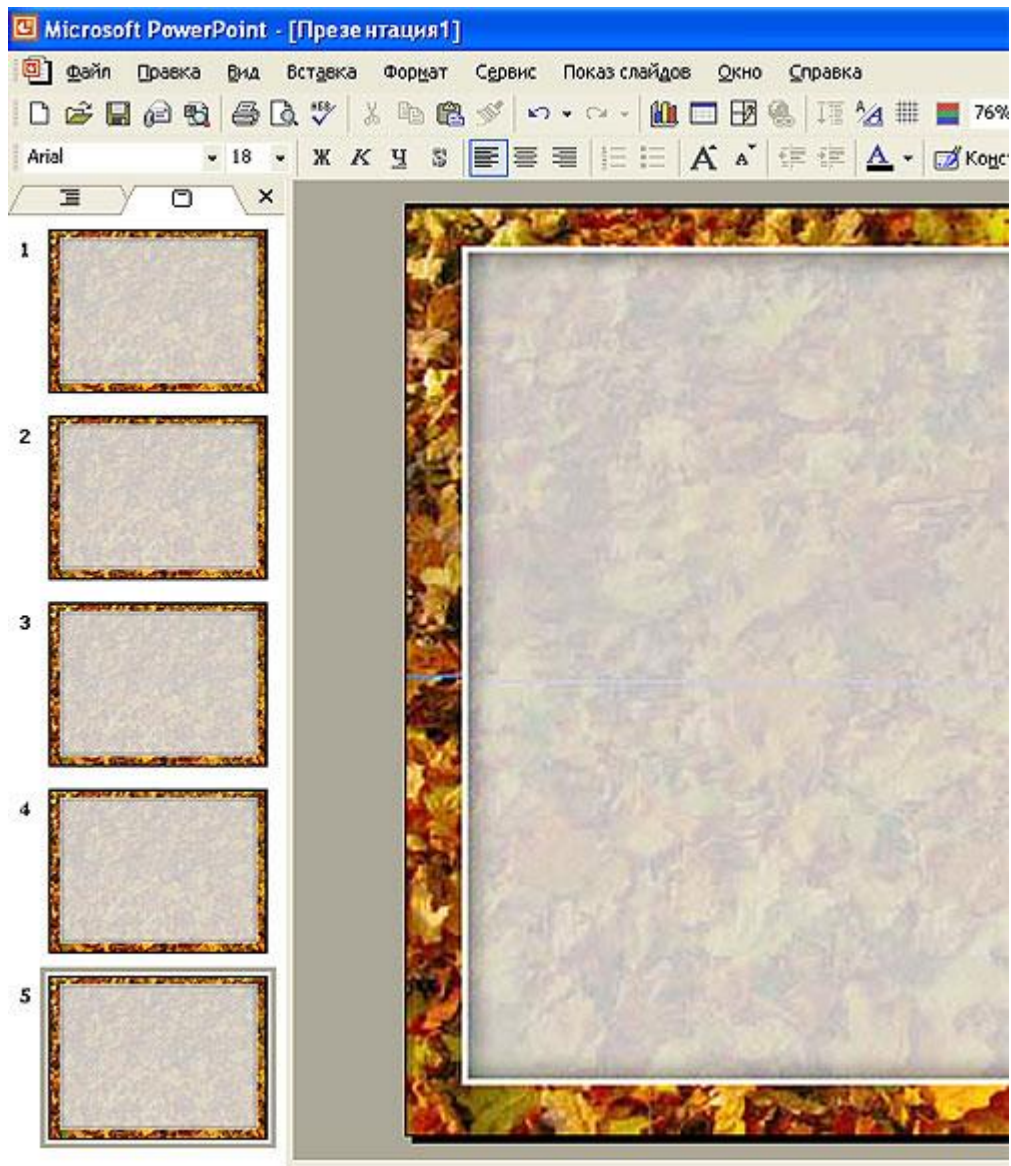 Microsoft PowerPoint - [Презентация1]
Файл Правка Вид Вставка Формат Сервис Показ слайдов Окно Справка
76%
Arial 18 Ж К Ч S А А А Конс
1
2
3
4
5